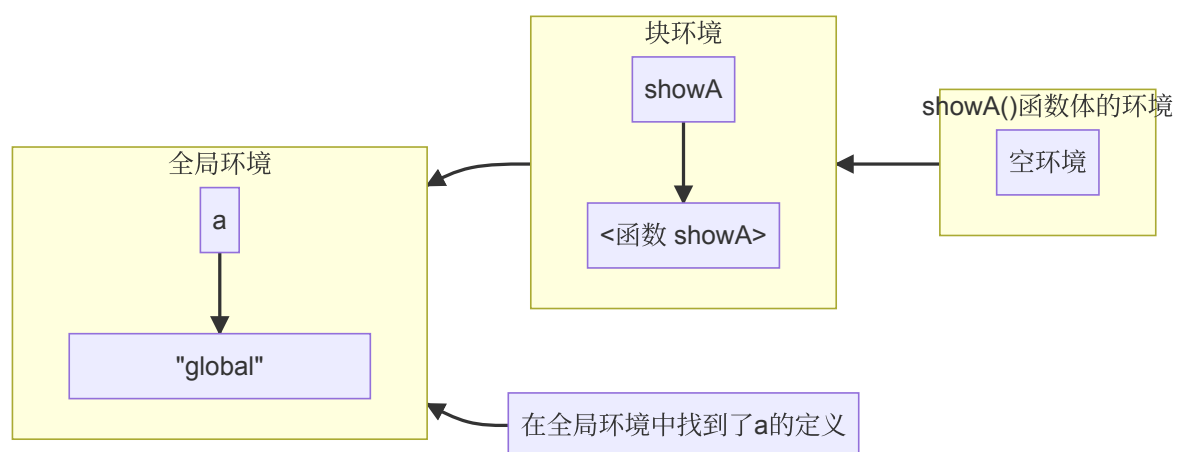 块环境
showA
<函数 showA>
showA()函数体的环境
空环境
全局环境
a
"global"
在全局环境中找到了a的定义